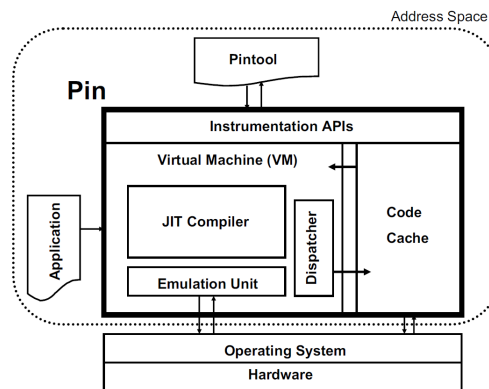 Address Space
Pintool
Pin
Instrumentation APIs
Virtual Machine (VM)
JIT Compiler
Emulation Unit
Dispatcher
Code
Cache
Application
Operating System
Hardware